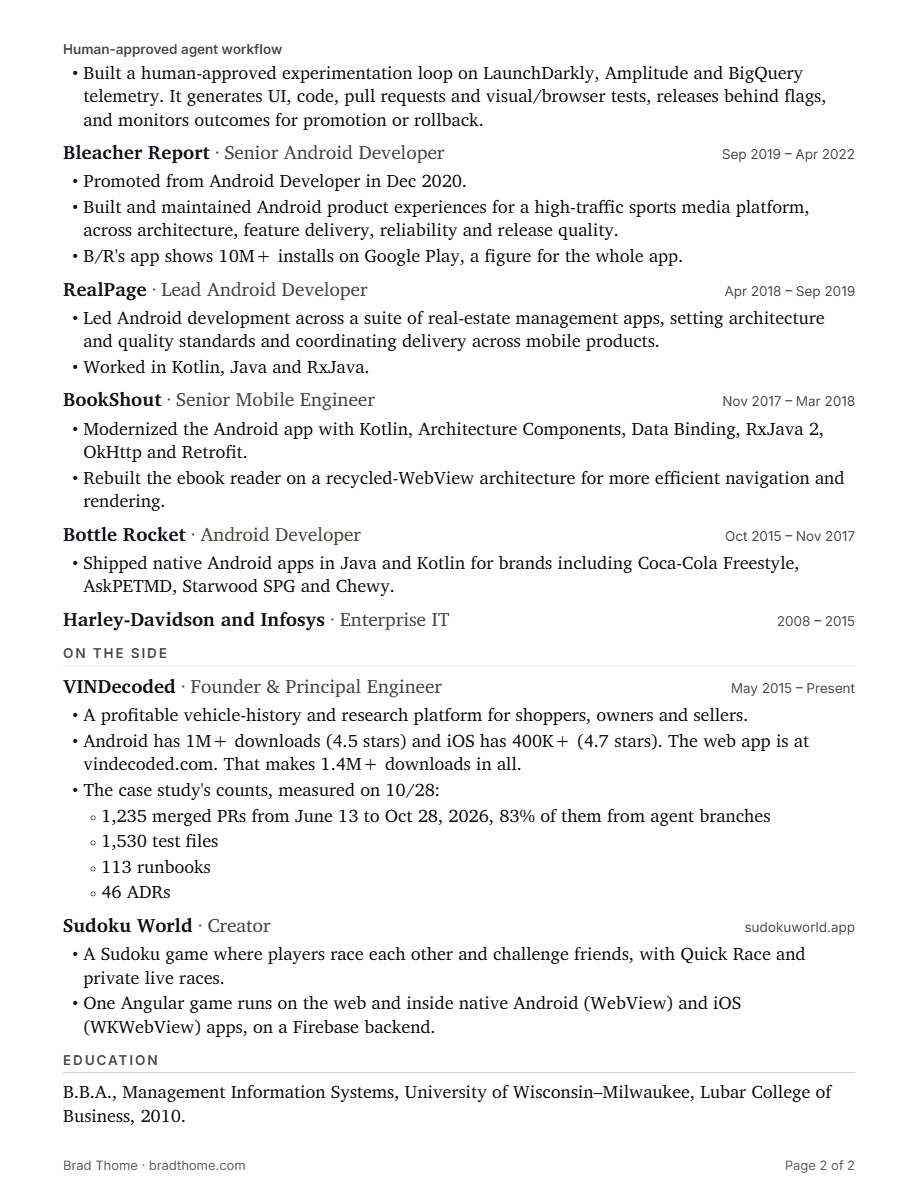 Human-approved agent workflow
• Built a human-approved experimentation loop on LaunchDarkly, Amplitude and BigQuery
telemetry. It generates UI, code, pull requests and visual/browser tests, releases behind flags,
and monitors outcomes for promotion or rollback.
Bleacher Report · Senior Android Developer Sep 2019 – Apr 2022
• Promoted from Android Developer in Dec 2020.
• Built and maintained Android product experiences for a high-traffic sports media platform,
across architecture, feature delivery, reliability and release quality.
• B/R's app shows 10M+ installs on Google Play, a figure for the whole app.
RealPage · Lead Android Developer Apr 2018 – Sep 2019
• Led Android development across a suite of real-estate management apps, setting architecture
and quality standards and coordinating delivery across mobile products.
• Worked in Kotlin, Java and RxJava.
BookShout · Senior Mobile Engineer Nov 2017 – Mar 2018
• Modernized the Android app with Kotlin, Architecture Components, Data Binding, RxJava 2,
OkHttp and Retrofit.
• Rebuilt the ebook reader on a recycled-WebView architecture for more efficient navigation and
rendering.
Bottle Rocket · Android Developer Oct 2015 – Nov 2017
• Shipped native Android apps in Java and Kotlin for brands including Coca-Cola Freestyle,
AskPETMD, Starwood SPG and Chewy.
Harley-Davidson and Infosys · Enterprise IT 2008 – 2015
ON THE SIDE
VINDecoded · Founder & Principal Engineer May 2015 – Present
• A profitable vehicle-history and research platform for shoppers, owners and sellers.
• Android has 1M+ downloads (4.5 stars) and iOS has 400K+ (4.7 stars). The web app is at
vindecoded.com. That makes 1.4M+ downloads in all.
• The case study's counts, measured on 10/28:
◦ 1,235 merged PRs from June 13 to Oct 28, 2026, 83% of them from agent branches
◦ 1,530 test files
◦ 113 runbooks
◦ 46 ADRs
Sudoku World · Creator sudokuworld.app
• A Sudoku game where players race each other and challenge friends, with Quick Race and
private live races.
• One Angular game runs on the web and inside native Android (WebView) and iOS
(WKWebView) apps, on a Firebase backend.
EDUCATION
B.B.A., Management Information Systems, University of Wisconsin–Milwaukee, Lubar College of
Business, 2010.
Brad Thome · bradthome.com Page 2 of 2